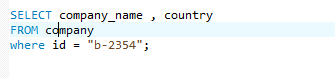 SELECT company_name , country
FROM company
where id = "b-2354";